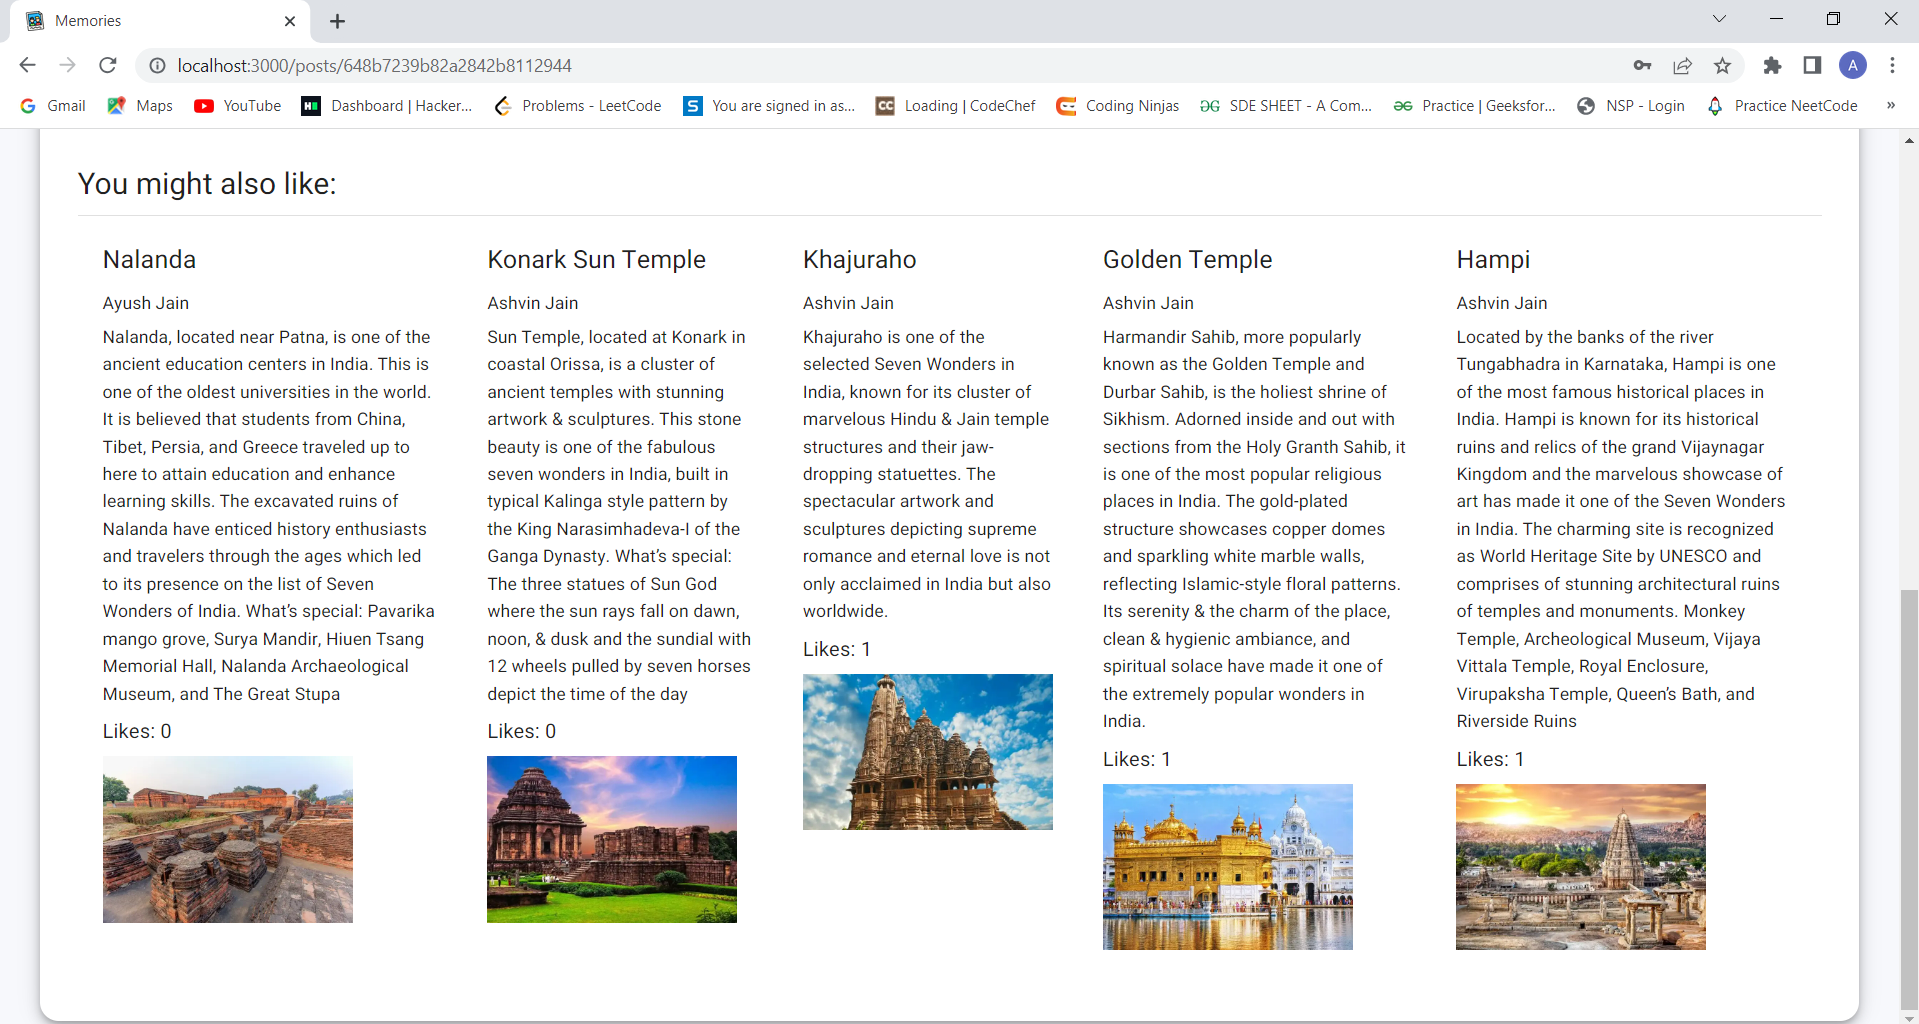 Memories
localhost:3000/posts/648b7239b82a2842b8112944
A
Gmail
Maps
YouTube
Dashboard | Hacker...
Problems - LeetCode
S
You are signed in as...
CC
Loading | CodeChef
Coding Ninjas
SDE SHEET - A Com...
Practice | Geeksfor...
NSP - Login
Practice NeetCode
»
You might also like:
Nalanda
Ayush Jain
Nalanda, located near Patna, is one of the
ancient education centers in India. This is
one of the oldest universities in the world.
It is believed that students from China,
Tibet, Persia, and Greece traveled up to
here to attain education and enhance
learning skills. The excavated ruins of
Nalanda have enticed history enthusiasts
and travelers through the ages which led
to its presence on the list of Seven
Wonders of India. What's special: Pavarika
mango grove, Surya Mandir, Hiuen Tsang
Memorial Hall, Nalanda Archaeological
Museum, and The Great Stupa
Likes: 0
Konark Sun Temple
Ashvin Jain
Sun Temple, located at Konark in
coastal Orissa, is a cluster of
ancient temples with stunning
artwork & sculptures. This stone
beauty is one of the fabulous
seven wonders in India, built in
typical Kalinga style pattern by
the King Narasimhadeva-I of the
Ganga Dynasty. What's special:
The three statues of Sun God
where the sun rays fall on dawn,
noon, & dusk and the sundial with
12 wheels pulled by seven horses
depict the time of the day
Likes: 0
Khajuraho
Ashvin Jain
Khajuraho is one of the
selected Seven Wonders in
India, known for its cluster of
marvelous Hindu & Jain temple
structures and their jaw-
dropping statuettes. The
spectacular artwork and
sculptures depicting supreme
romance and eternal love is not
only acclaimed in India but also
worldwide.
Likes: 1
Golden Temple
Ashvin Jain
Harmandir Sahib, more popularly
known as the Golden Temple and
Durbar Sahib, is the holiest shrine of
Sikhism. Adorned inside and out with
sections from the Holy Granth Sahib, it
is one of the most popular religious
places in India. The gold-plated
structure showcases copper domes
and sparkling white marble walls,
reflecting Islamic-style floral patterns.
Its serenity & the charm of the place,
clean & hygienic ambiance, and
spiritual solace have made it one of
the extremely popular wonders in
India.
Likes: 1
Hampi
Ashvin Jain
Located by the banks of the river
Tungabhadra in Karnataka, Hampi is one
of the most famous historical places in
India. Hampi is known for its historical
ruins and relics of the grand Vijaynagar
Kingdom and the marvelous showcase of
art has made it one of the Seven Wonders
in India. The charming site is recognized
as World Heritage Site by UNESCO and
comprises of stunning architectural ruins
of temples and monuments. Monkey
Temple, Archeological Museum, Vijaya
Vittala Temple, Royal Enclosure,
Virupaksha Temple, Queen's Bath, and
Riverside Ruins
Likes: 1